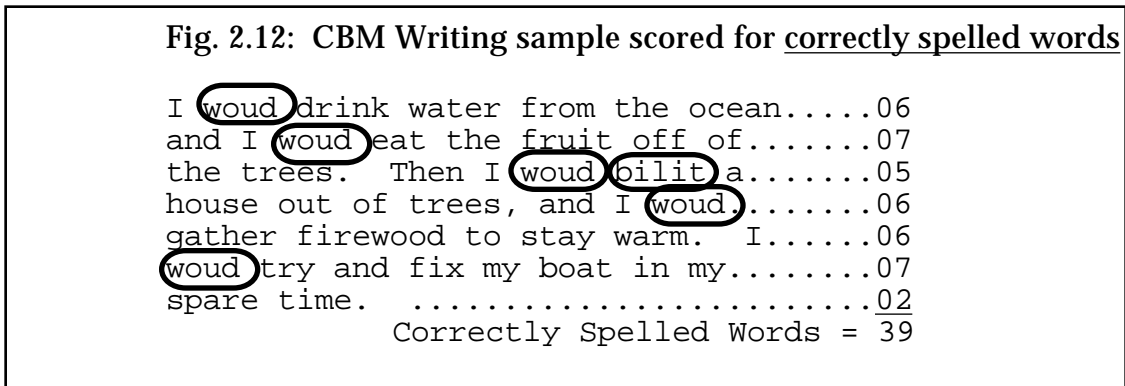 Fig. 2.12: CBM Writing sample scored for correctly spelled words
I woud drink water from the ocean.....06
and I woud eat the fruit off of.......07
the trees. Then I woud bilit a.......05
house out of trees, and I woud........06
gather firewood to stay warm. I......06
woud try and fix my boat in my........07
spare time. .........................02
Correctly Spelled Words = 39